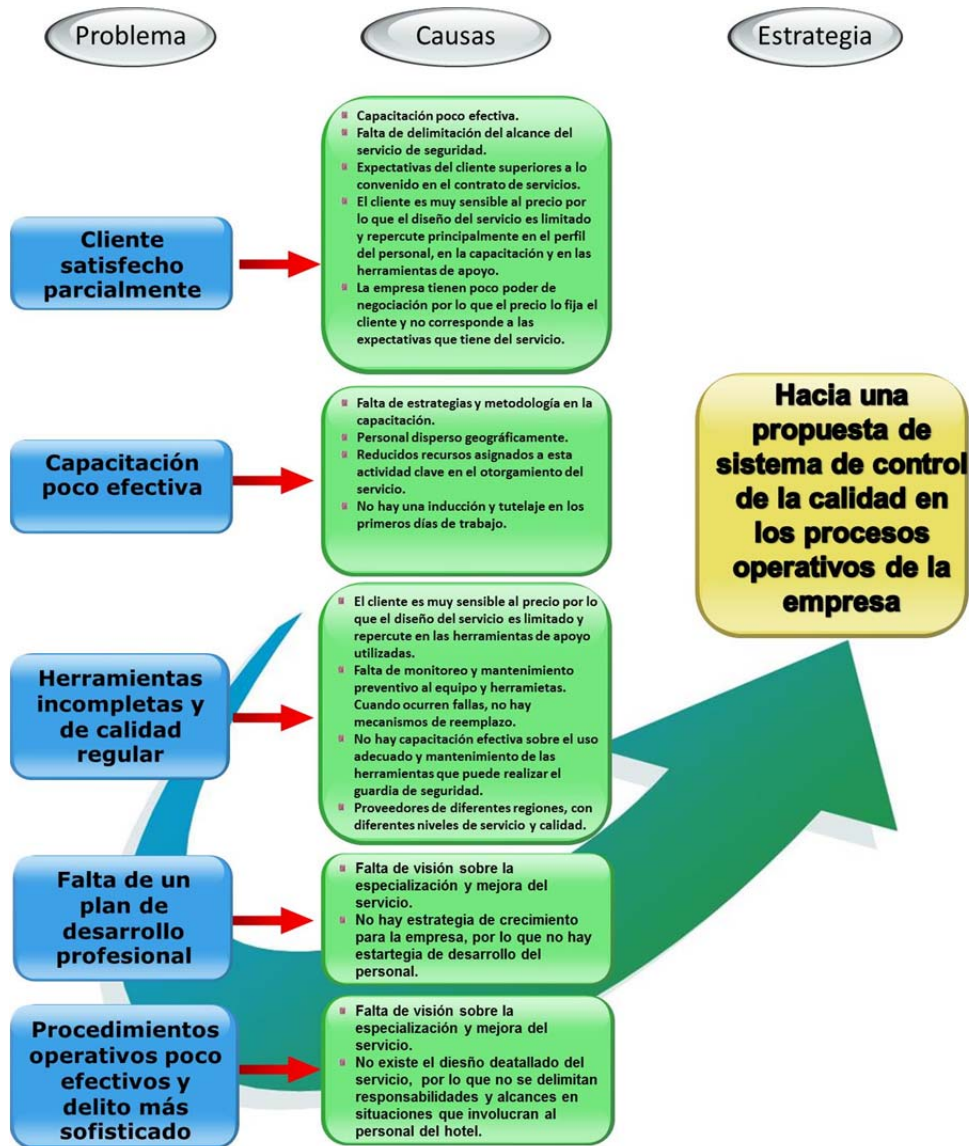 Problema
Causas
Estrategia
Cliente
satisfecho
parcialmente
Capacitación poco efectiva.
Falta de delimitación del alcance del
servicio de seguridad.
Expectativas del cliente superiores a lo
convenido en el contrato de servicios.
El cliente es muy sensible al precio por
lo que el diseño del servicio es limitado
y repercute principalmente en el perfil
del personal, en la capacitación y en las
herramientas de apoyo.
La empresa tienen poco poder de
negociación por lo que el precio lo fija el
cliente y no corresponde a las
expectativas que tiene del servicio.
Capacitación
poco efectiva
Falta de estrategias y metodología en la
capacitación.
Personal disperso geográficamente.
Reducidos recursos asignados a esta
actividad clave en el otorgamiento del
servicio.
No hay una inducción y tutelaje en los
primeros días de trabajo.
Herramientas
incompletas y
de calidad
regular
El cliente es muy sensible al precio por lo
que el diseño del servicio es limitado y
repercute en las herramientas de apoyo
utilizadas.
Falta de monitoreo y mantenimiento
preventivo al equipo y herramietas.
Cuando ocurren fallas, no hay
mecanismos de reemplazo.
No hay capacitación efectiva sobre el uso
adecuado y mantenimiento de las
herramientas que puede realizar el
guardia de seguridad.
Proveedores de diferentes regiones, con
diferentes niveles de servicio y calidad.
Falta de un
plan de
desarrollo
profesional
Falta de visión sobre la
especialización y mejora del
servicio.
No hay estrategia de crecimiento
para la empresa, por lo que no hay
estartegia de desarrollo del
personal.
Procedimientos
operativos poco
efectivos y
delito más
sofisticado
Falta de visión sobre la
especialización y mejora del
servicio.
No existe el diesño deatallado del
servicio, por lo que no se delimitan
responsabilidades y alcances en
situaciones que involucran al
personal del hotel.
Hacia una
propuesta de
sistema de control
de la calidad en
los procesos
operativos de la
empresa